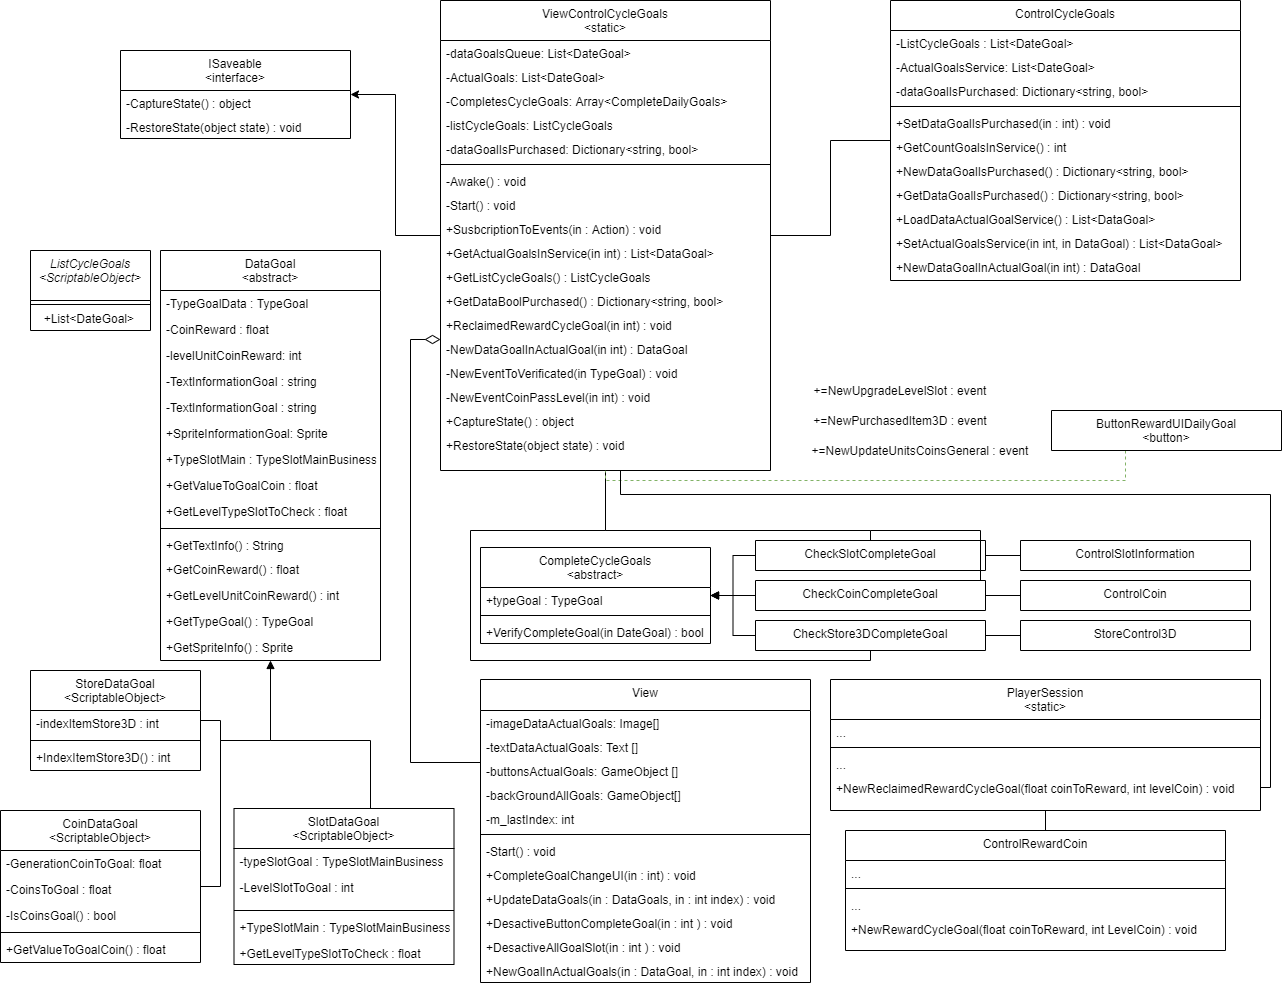 ViewControlCycleGoals
<static>
-dataGoalsQueue: List<DateGoal>
-ActualGoals: List<DateGoal>
-CompletesCycleGoals: Array<CompleteDailyGoals>
-listCycleGoals: ListCycleGoals
-dataGoalIsPurchased: Dictionary<string, bool>
-Awake() : void
-Start() : void
+SusbcriptionToEvents(in : Action) : void
+GetActualGoalsInService(in int) : List<DataGoal>
+GetListCycleGoals() : ListCycleGoals
+GetDataBoolPurchased() : Dictionary<string, bool>
+ReclaimedRewardCycleGoal(in int) : void
-NewDataGoalInActualGoal(in int) : DataGoal
-NewEventToVerificated(in TypeGoal) : void
-NewEventCoinPassLevel(in int) : void
+CaptureState() : object
+RestoreState(object state) : void
ControlCycleGoals
-ListCycleGoals : List<DateGoal>
-ActualGoalsService: List<DateGoal>
-dataGoalIsPurchased: Dictionary<string, bool>
+SetDataGoalIsPurchased(in : int) : void
+GetCountGoalsInService() : int
+NewDataGoalIsPurchased() : Dictionary<string, bool>
+GetDataGoalIsPurchased() : Dictionary<string, bool>
+LoadDataActualGoalService() : List<DataGoal>
+SetActualGoalsService(in int, in DataGoal) : List<DataGoal>
+NewDataGoalInActualGoal(in int) : DataGoal
ISaveable
<interface>
-CaptureState() : object
-RestoreState(object state) : void
ListCycleGoals
<ScriptableObject>
+List<DateGoal>
DataGoal
<abstract>
-TypeGoalData : TypeGoal
-CoinReward : float
-levelUnitCoinReward: int
-TextInformationGoal : string
-TextInformationGoal : string
+SpriteInformationGoal: Sprite
+TypeSlotMain : TypeSlotMainBusiness
+GetValueToGoalCoin : float
+GetLevelTypeSlotToCheck : float
+GetTextInfo() : String
+GetCoinReward() : float
+GetLevelUnitCoinReward() : int
+GetTypeGoal() : TypeGoal
+GetSpriteInfo() : Sprite
+=NewUpgradeLevelSlot : event
+=NewPurchasedItem3D : event
+=NewUpdateUnitsCoinsGeneral : event
ButtonRewardUIDailyGoal
<button>
CompleteCycleGoals
<abstract>
+typeGoal : TypeGoal
+VerifyCompleteGoal(in DateGoal) : bool
CheckSlotCompleteGoal
ControlSlotInformation
CheckCoinCompleteGoal
ControlCoin
CheckStore3DCompleteGoal
StoreControl3D
StoreDataGoal
<ScriptableObject>
-indexItemStore3D : int
+IndexItemStore3D() : int
CoinDataGoal
<ScriptableObject>
-GenerationCoinToGoal: float
-CoinsToGoal : float
-IsCoinsGoal() : bool
+GetValueToGoalCoin() : float
SlotDataGoal
<ScriptableObject>
-typeSlotGoal : TypeSlotMainBusiness
-LevelSlotToGoal : int
+TypeSlotMain : TypeSlotMainBusiness
+GetLevelTypeSlotToCheck : float
View
-imageDataActualGoals: Image[]
-textDataActualGoals: Text []
-buttonsActualGoals: GameObject []
-backGroundAllGoals: GameObject[]
-m_lastIndex: int
-Start() : void
+CompleteGoalChangeUI(in : int) : void
+UpdateDataGoals(in : DataGoals, in : int index) : void
+DesactiveButtonCompleteGoal(in : int ) : void
+DesactiveAllGoalSlot(in : int ) : void
+NewGoalInActualGoals(in : DataGoal, in : int index) : void
PlayerSession
<static>
...
...
+NewReclaimedRewardCycleGoal(float coinToReward, int levelCoin) : void
ControlRewardCoin
...
...
+NewRewardCycleGoal(float coinToReward, int LevelCoin) : void